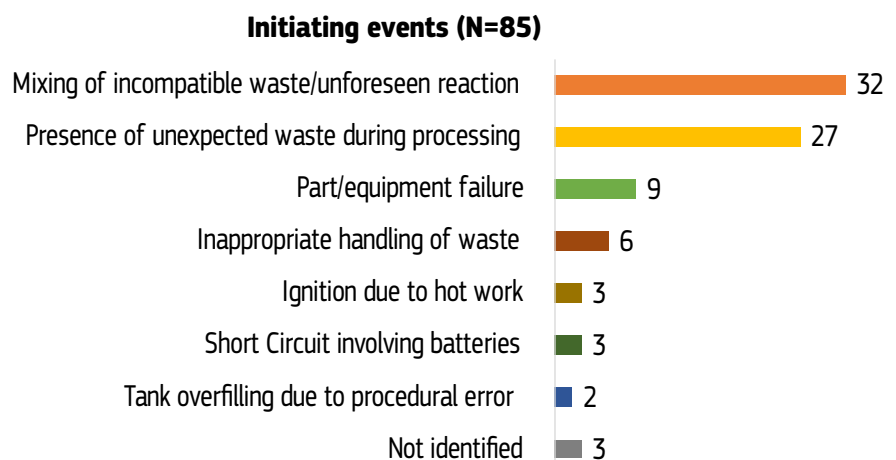 Initiating events (N=85)
Mixing of incompatible waste/unforeseen reaction 32
Presence of unexpected waste during processing 27
Part/equipment failure 9
Inappropriate handling of waste 6
Ignition due to hot work 3
Short Circuit involving batteries 3
Tank overfilling due to procedural error 2
Not identified 3